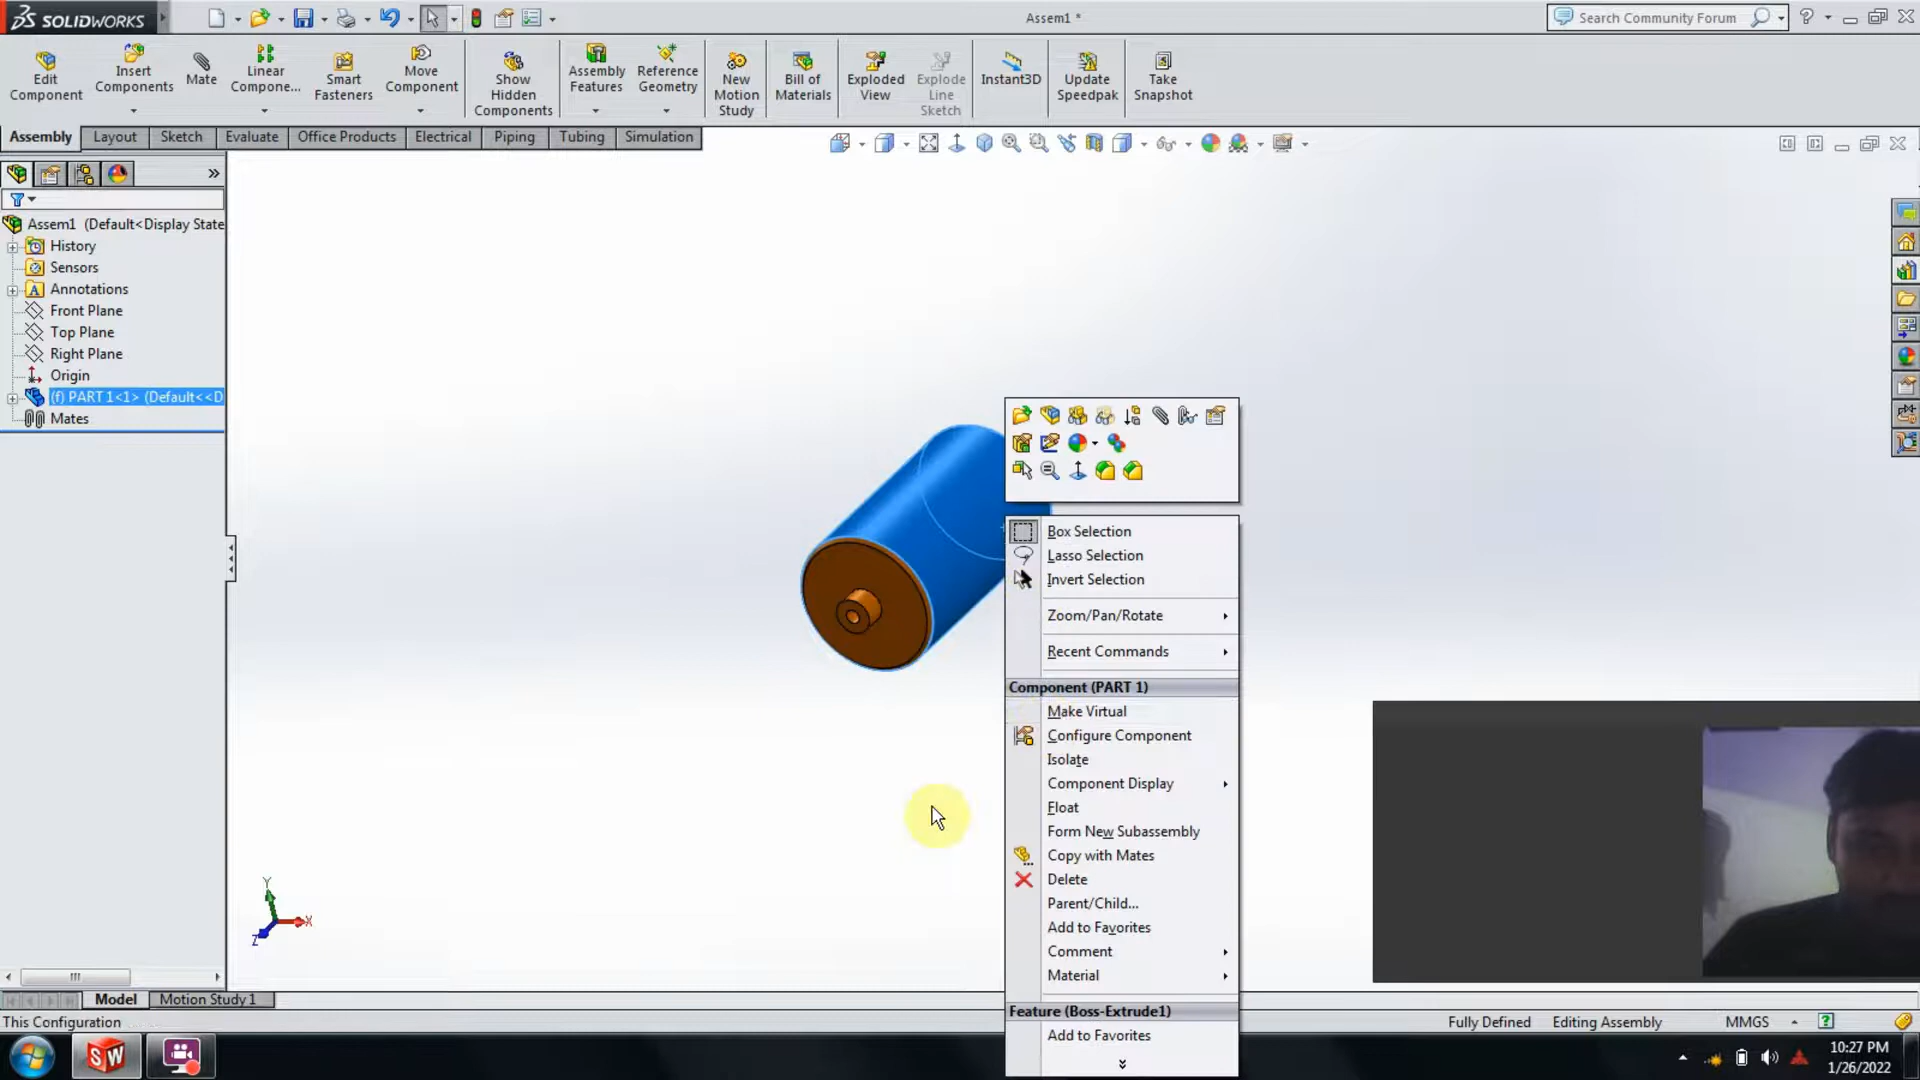 SOLIDWORKS
Assem1 *
Search Community Forum
Edit Component
Insert Components
Mate
Linear Compone...
Smart Fasteners
Move Component
Show Hidden Components
Assembly Features
Reference Geometry
New Motion Study
Bill of Materials
Exploded View
Explode Line Sketch
Instant3D
Update Speedpak
Take Snapshot
Assembly Layout Sketch Evaluate Office Products Electrical Piping Tubing Simulation
Assem1 (Default<Display State
History
Sensors
Annotations
Front Plane
Top Plane
Right Plane
Origin
(f) PART 1<1> (Default<<D
Mates
Box Selection
Lasso Selection
Invert Selection
Zoom/Pan/Rotate
Recent Commands
Component (PART 1)
Make Virtual
Configure Component
Isolate
Component Display
Float
Form New Subassembly
Copy with Mates
Delete
Parent/Child...
Add to Favorites
Comment
Material
Feature (Boss-Extrude1)
Add to Favorites
Y
X
Z
Model Motion Study 1
This Configuration
Fully Defined Editing Assembly MMGS
SW
10:27 PM
1/26/2022